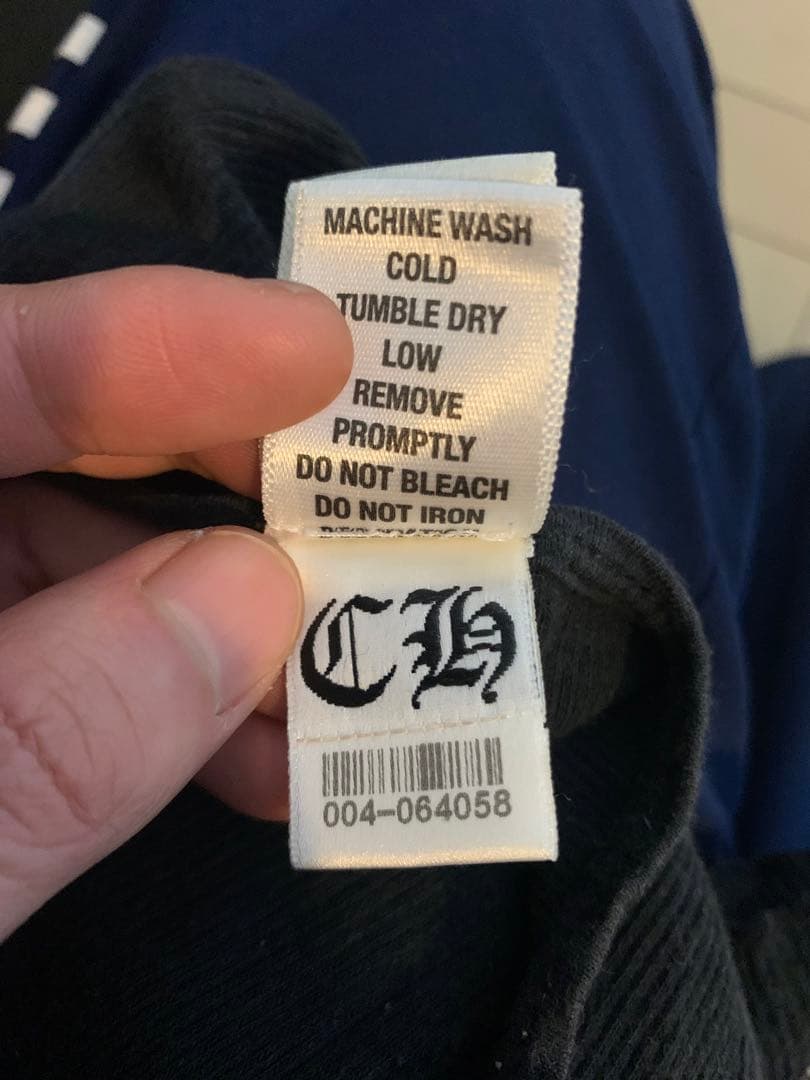 MACHINE WASH
COLD
TUMBLE DRY
LOW
REMOVE
PROMPTLY
DO NOT BLEACH
DO NOT IRON
CH
004-064058